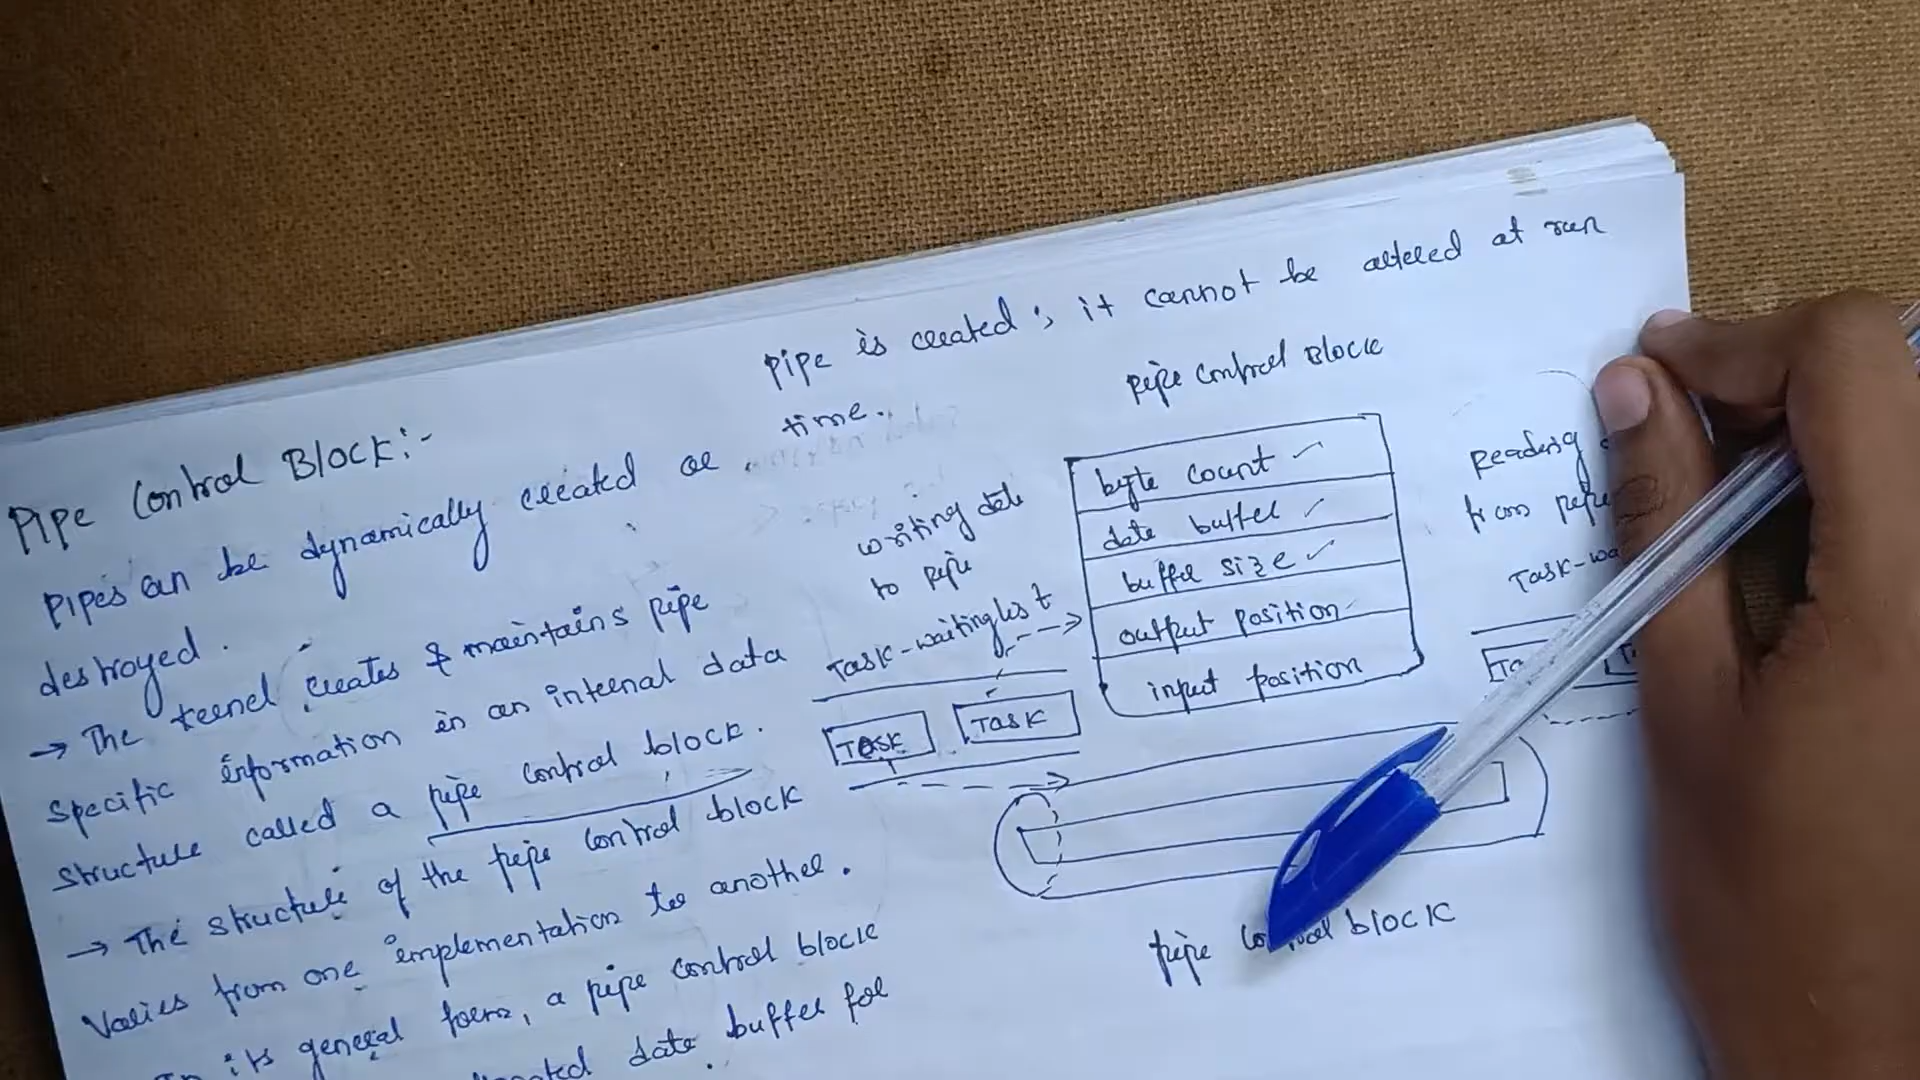 pipe is created; it cannot be altered at run
time.
Pipe Control Block:-
pipes can be dynamically created or
destroyed.
→ The kernel creates & maintains pipe
specific information in an internal data
structure called a pipe control block.
→ The structure of the pipe control block
varies from one implementation to another.
its general form, a pipe control block
data buffer for
pipe control Block
byte count ✓
data buffer ✓
buffer size ✓
output position
input position
writing data
to pipe
Task-waiting list
TASK
TASK
Reading
from pipe
Task-wa
pipe control block